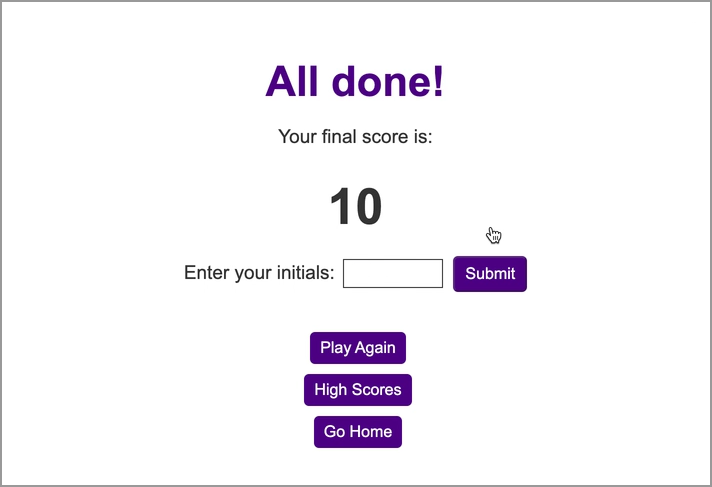 All done!
Your final score is:
10
Enter your initials: Submit
Play Again
High Scores
Go Home